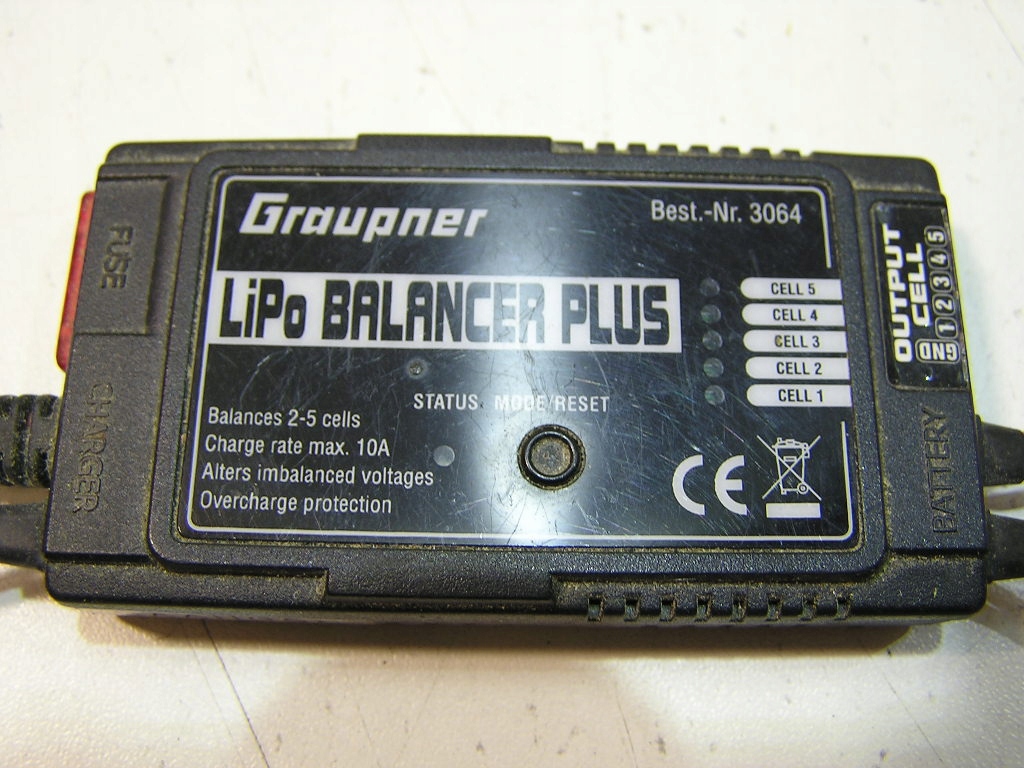 Graupner
Best.-Nr. 3064
LiPo BALANCER PLUS
CELL 5
CELL 4
CELL 3
CELL 2
CELL 1
STATUS MODE/RESET
Balances 2-5 cells
Charge rate max. 10A
Alters imbalanced voltages
Overcharge protection
CE
FUSE
CHARGER
OUTPUT
CELL
GND 1 2 3 4 5
BATTERY